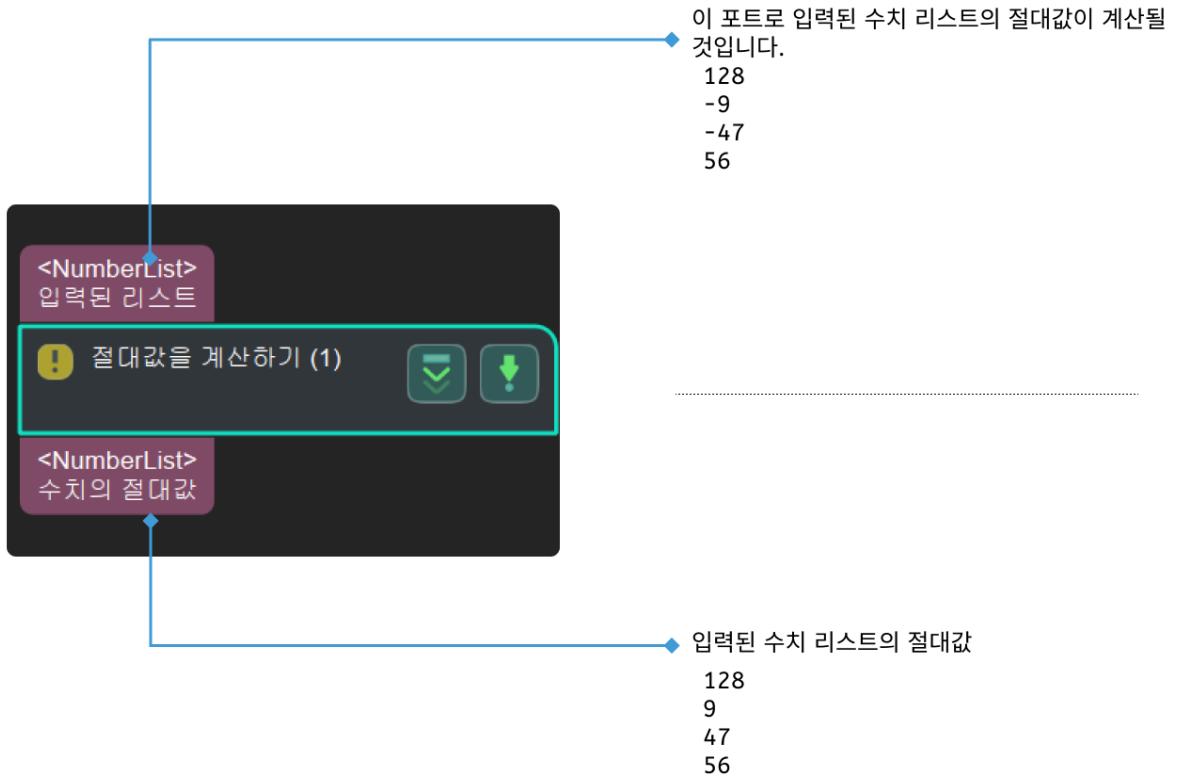 이 포트로 입력된 수치 리스트의 절대값이 계산될
것입니다.
128
-9
-47
56
<NumberList>
입력된 리스트
절대값을 계산하기 (1)
<NumberList>
수치의 절대값
입력된 수치 리스트의 절대값
128
9
47
56